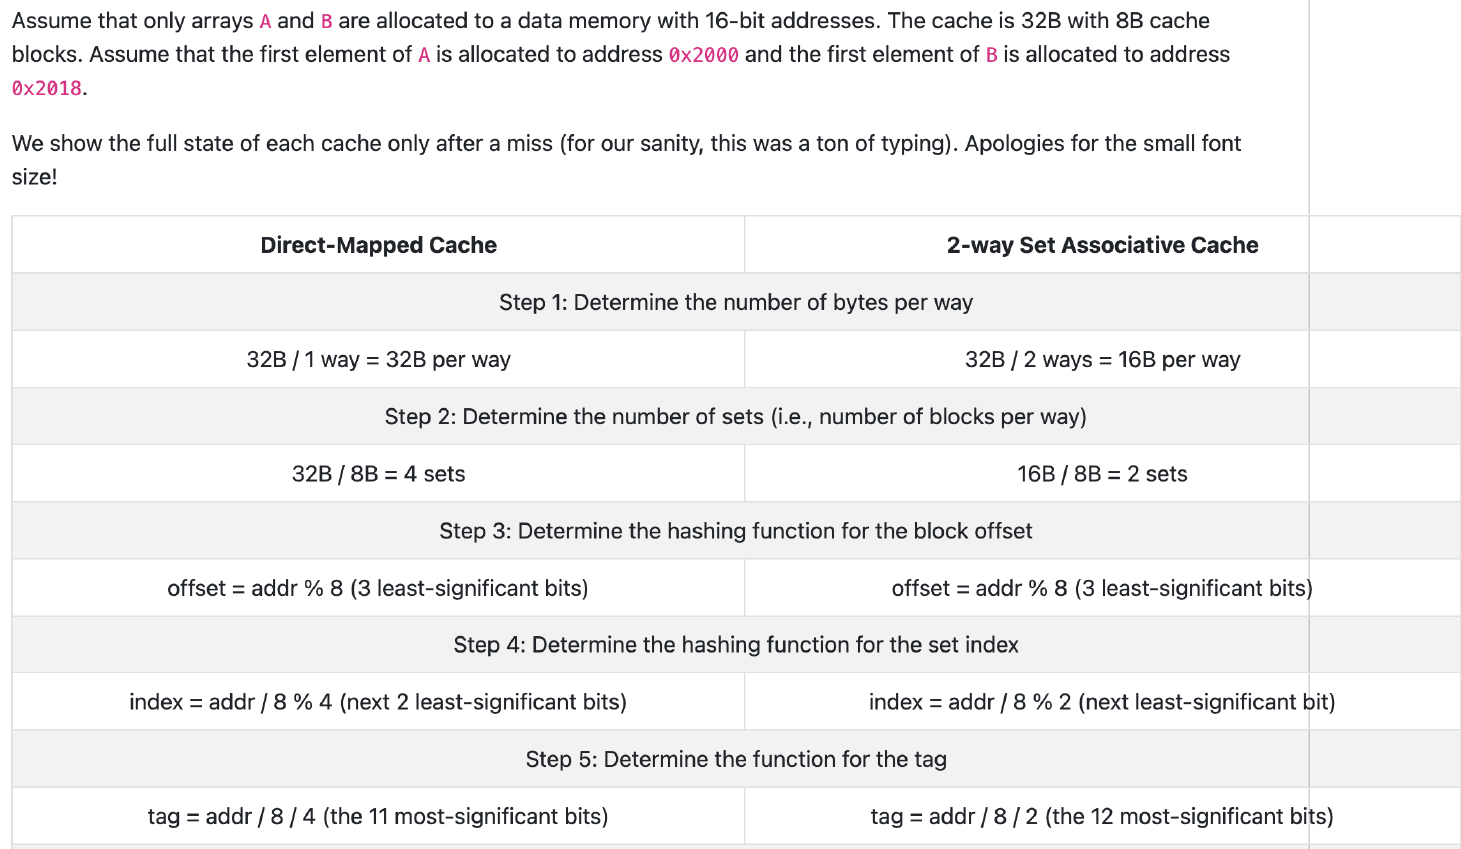 Assume that only arrays A and B are allocated to a data memory with 16-bit addresses. The cache is 32B with 8B cache
blocks. Assume that the first element of A is allocated to address 0x2000 and the first element of B is allocated to address
0x2018.
We show the full state of each cache only after a miss (for our sanity, this was a ton of typing). Apologies for the small font
size!
Direct-Mapped Cache
2-way Set Associative Cache
Step 1: Determine the number of bytes per way
32B / 1 way = 32B per way
32B / 2 ways = 16B per way
Step 2: Determine the number of sets (i.e., number of blocks per way)
32B / 8B = 4 sets
16B / 8B = 2 sets
Step 3: Determine the hashing function for the block offset
offset = addr % 8 (3 least-significant bits)
offset = addr % 8 (3 least-significant bits)
Step 4: Determine the hashing function for the set index
index = addr / 8 % 4 (next 2 least-significant bits)
index = addr / 8 % 2 (next least-significant bit)
Step 5: Determine the function for the tag
tag = addr / 8 / 4 (the 11 most-significant bits)
tag = addr / 8 / 2 (the 12 most-significant bits)